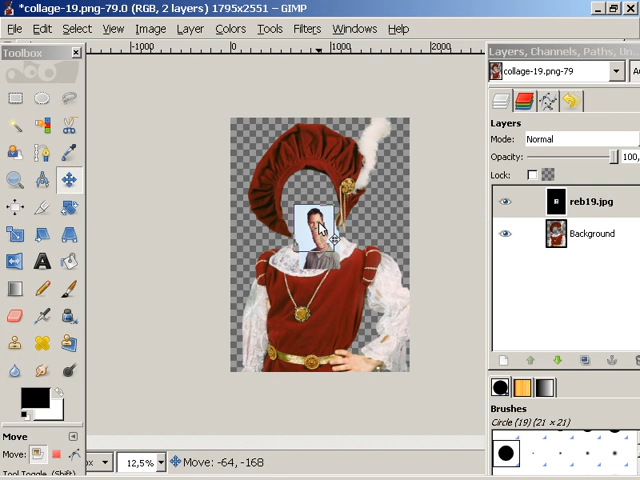 *collage-19.png-79.0 (RGB, 2 layers) 1795x2551 – GIMP
File Edit Select View Image Layer Colors Tools Filters Windows Help
Toolbox
-1000 0 1000 2000
Layers, Channels, Paths, Un
collage-19.png-79 Au
Layers
Mode: Normal
Opacity: 100,
Lock:
reb19.jpg
Background
Brushes
Circle (19) (21 × 21)
Move
Move:
Tool Toggle (Shift)
px 12,5% Move: -64, -168